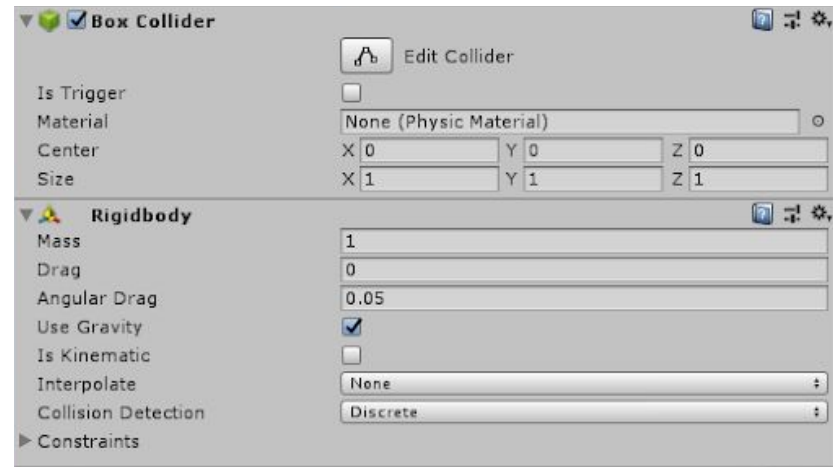 Box Collider
Edit Collider
Is Trigger
Material None (Physic Material)
Center X 0 Y 0 Z 0
Size X 1 Y 1 Z 1
Rigidbody
Mass 1
Drag 0
Angular Drag 0.05
Use Gravity
Is Kinematic
Interpolate None
Collision Detection Discrete
Constraints